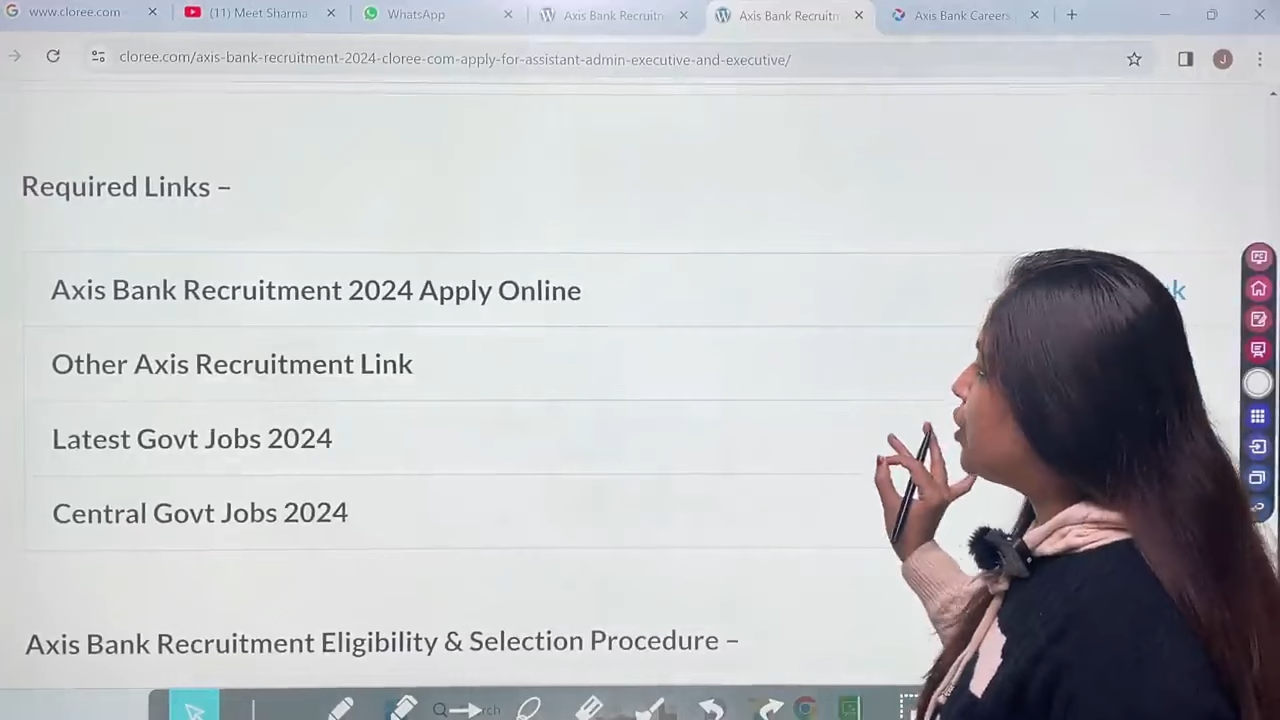 www.cloree.com
(11) Meet Sharma
WhatsApp
Axis Bank Recruitm
Axis Bank Recruitm
Axis Bank Careers
cloree.com/axis-bank-recruitment-2024-cloree-com-apply-for-assistant-admin-executive-and-executive/
J
Required Links –
Axis Bank Recruitment 2024 Apply Online
Other Axis Recruitment Link
Latest Govt Jobs 2024
Central Govt Jobs 2024
Axis Bank Recruitment Eligibility & Selection Procedure –